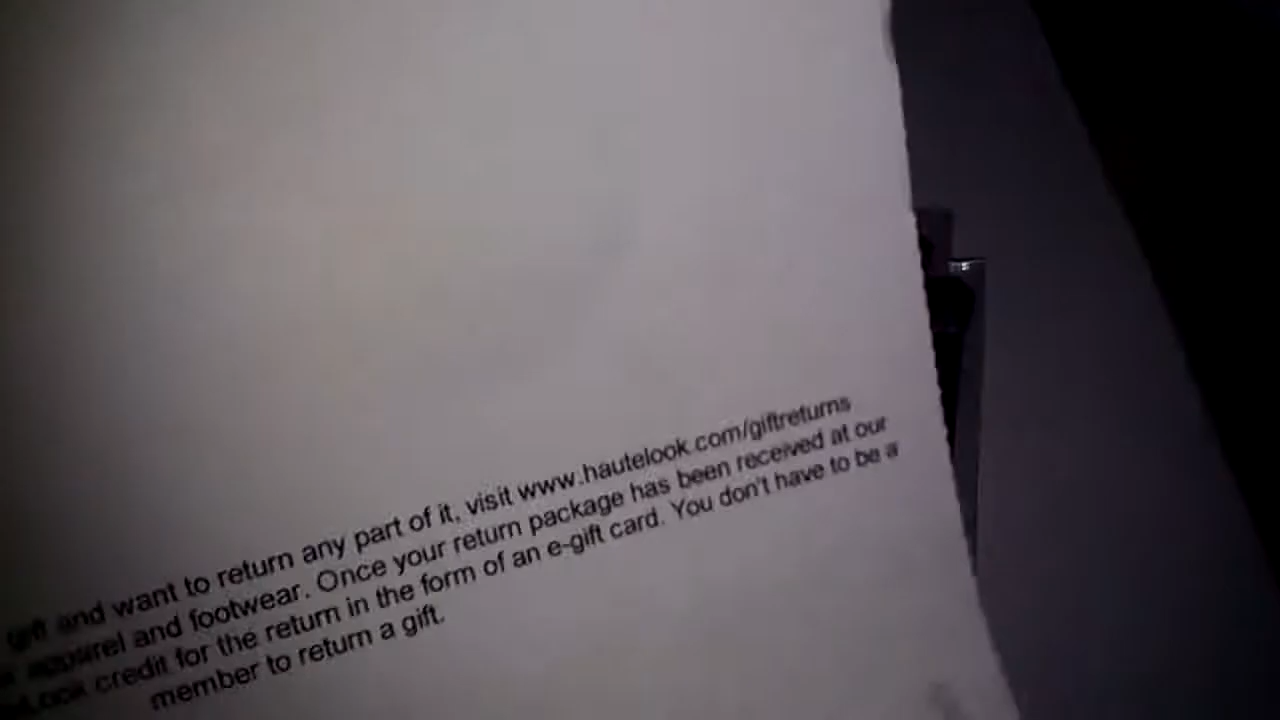 gift and want to return any part of it, visit www.hautelook.com/giftreturns
apparel and footwear. Once your return package has been received at our
Look credit for the return in the form of an e-gift card. You don't have to be a
member to return a gift.